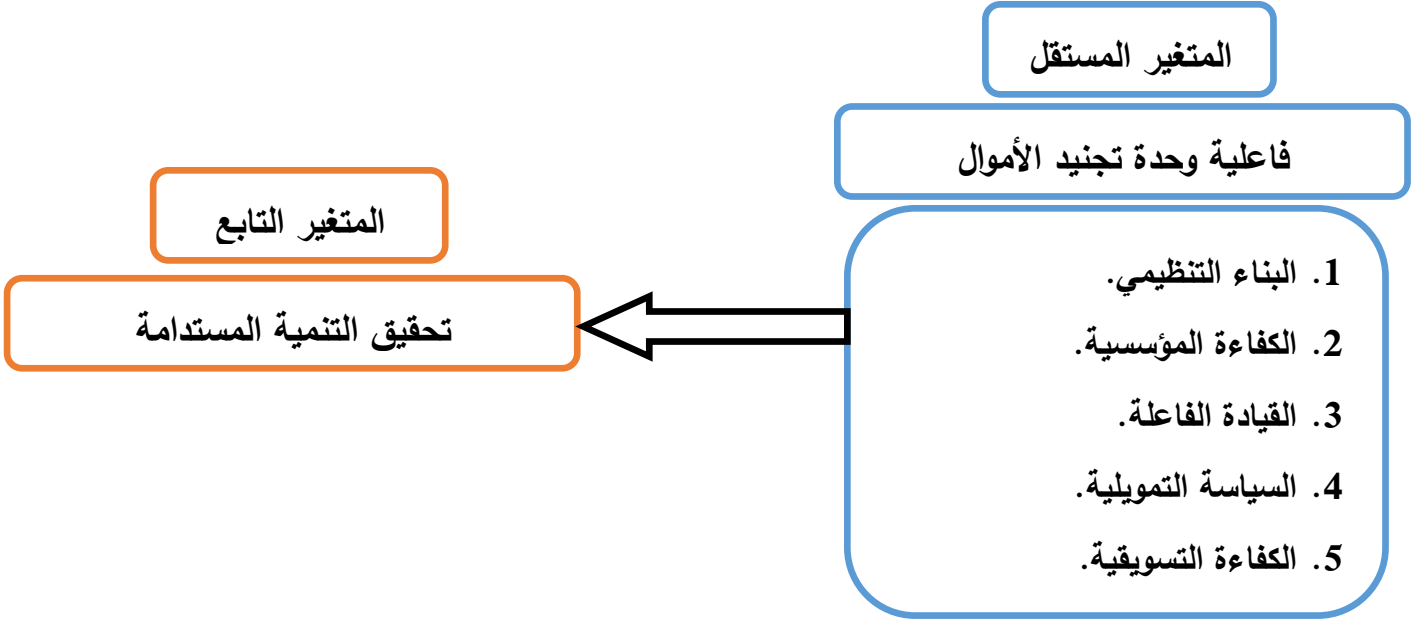 المتغير المستقل
فاعلية وحدة تجنيد الأموال
1. البناء التنظيمي.
2. الكفاءة المؤسسية.
3. القيادة الفاعلة.
4. السياسة التمويلية.
5. الكفاءة التسويقية.
المتغير التابع
تحقيق التنمية المستدامة